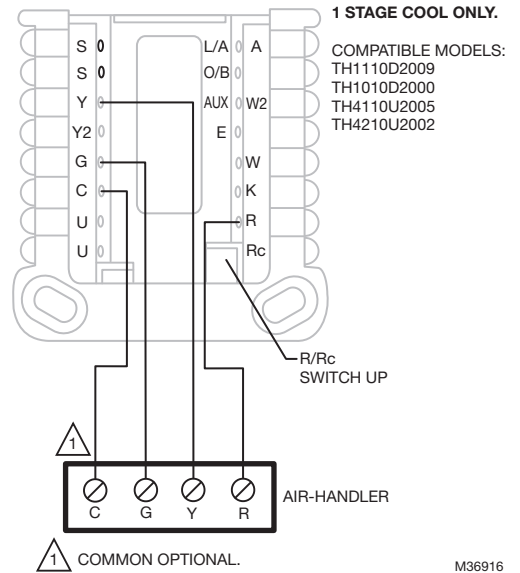 1 STAGE COOL ONLY.
COMPATIBLE MODELS:
TH1110D2009
TH1010D2000
TH4110U2005
TH4210U2002
S
S
Y
Y2
G
C
U
U
L/A A
O/B
AUX W2
E
W
K
R
Rc
R/Rc
SWITCH UP
1
C G Y R
AIR-HANDLER
1 COMMON OPTIONAL.
M36916